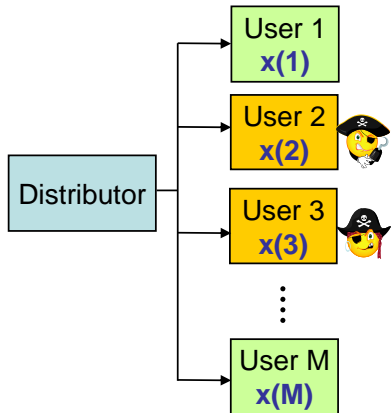 User 1
x(1)
User 2
x(2)
Distributor
User 3
x(3)
User M
x(M)